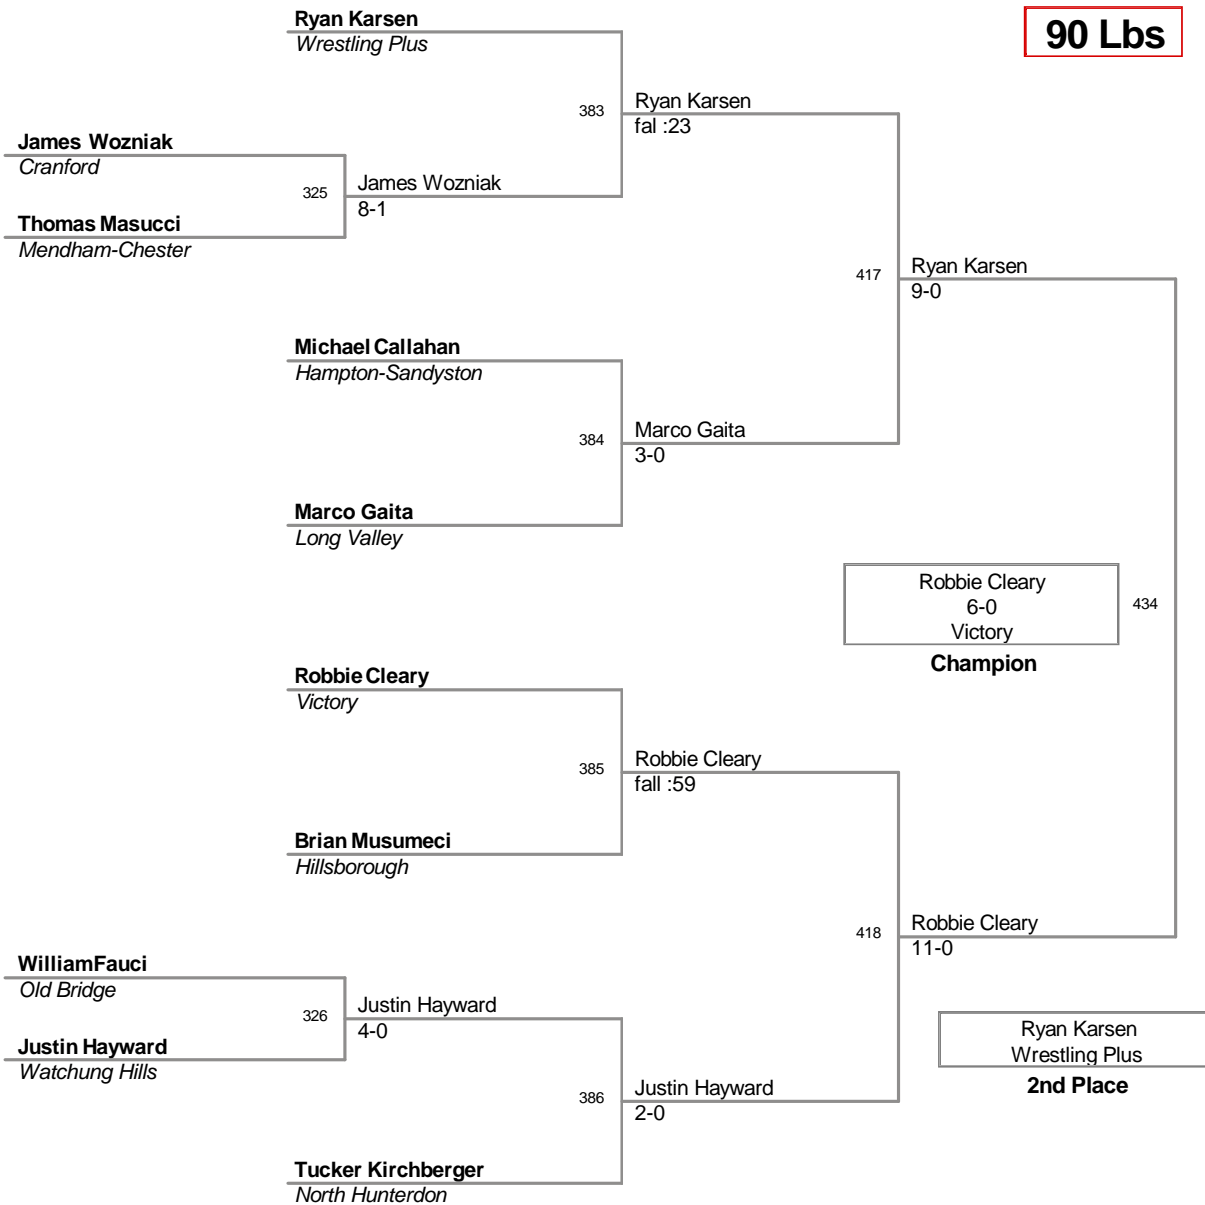 90 Lbs
Ryan Karsen
Wrestling Plus
383
Ryan Karsen
fal :23
James Wozniak
Cranford
325
James Wozniak
8-1
Thomas Masucci
Mendham-Chester
417
Ryan Karsen
9-0
Michael Callahan
Hampton-Sandyston
384
Marco Gaita
3-0
Marco Gaita
Long Valley
Robbie Cleary
6-0
Victory
434
Champion
Robbie Cleary
Victory
385
Robbie Cleary
fall :59
Brian Musumeci
Hillsborough
418
Robbie Cleary
11-0
WilliamFauci
Old Bridge
326
Justin Hayward
4-0
Justin Hayward
Watchung Hills
Ryan Karsen
Wrestling Plus
2nd Place
386
Justin Hayward
2-0
Tucker Kirchberger
North Hunterdon